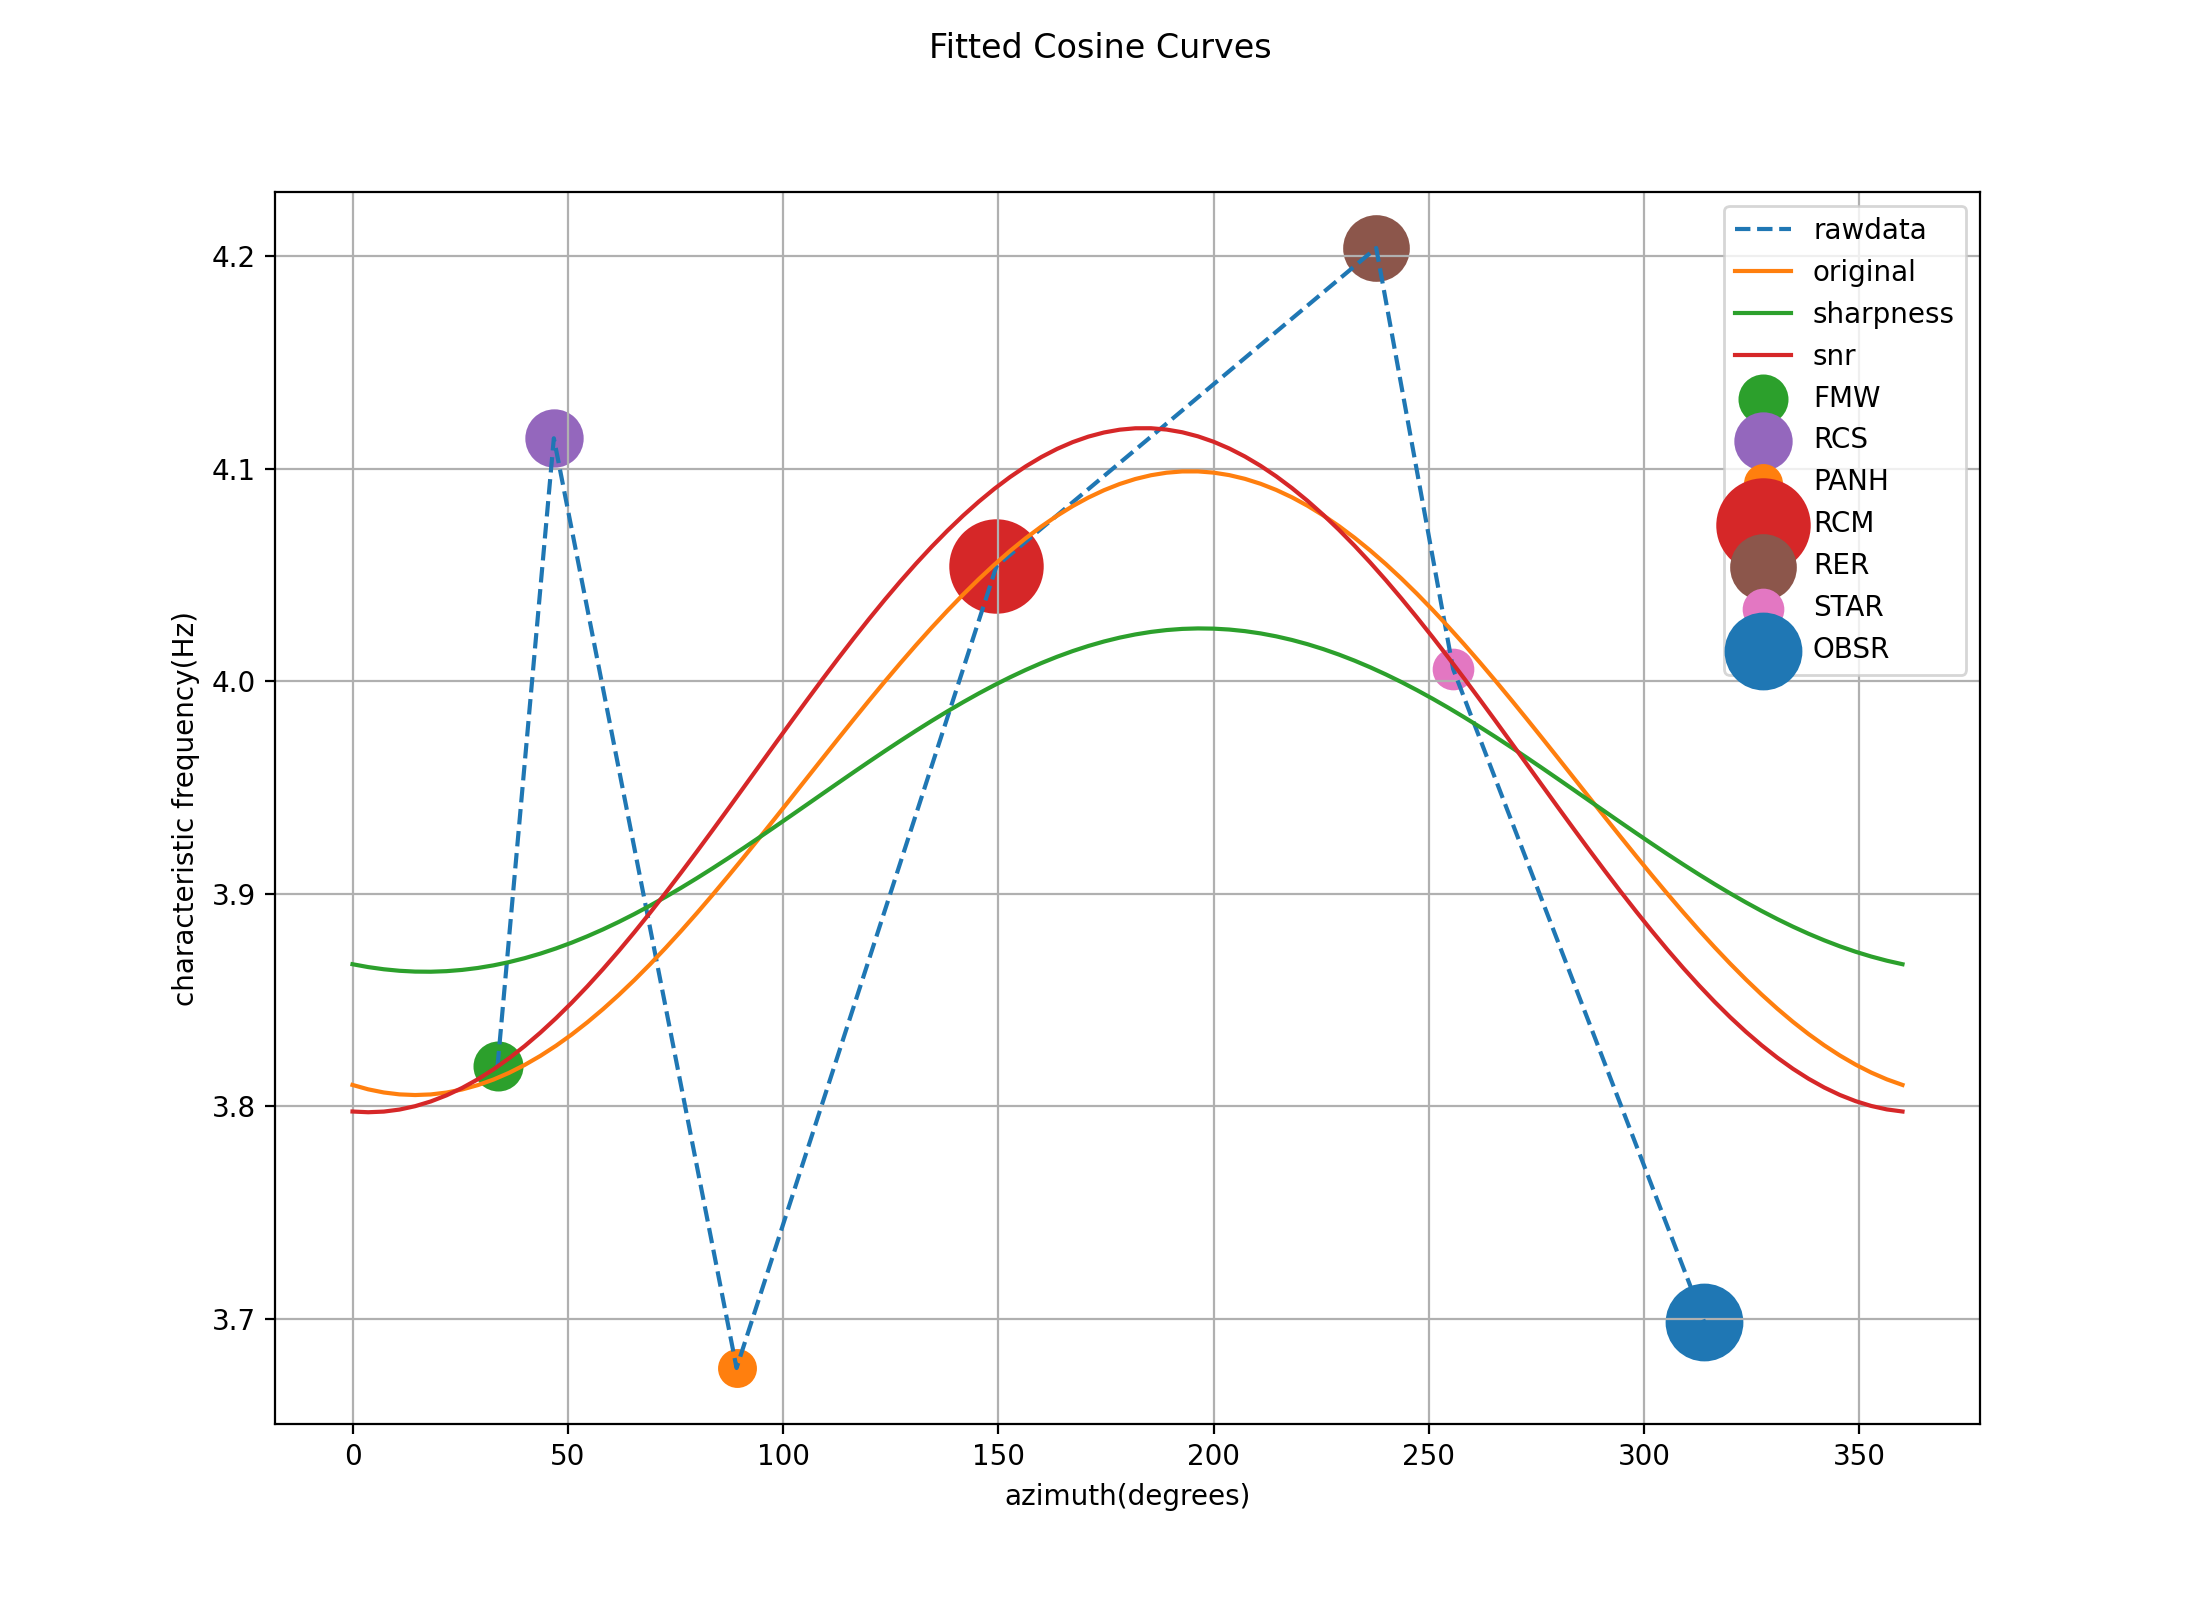 Fitted Cosine Curves
4.2
4.1
4.0
3.9
3.8
3.7
characteristic frequency(Hz)
0 50 100 150 200 250 300 350
azimuth(degrees)
rawdata
original
sharpness
snr
FMW
RCS
PANH
RCM
RER
STAR
OBSR